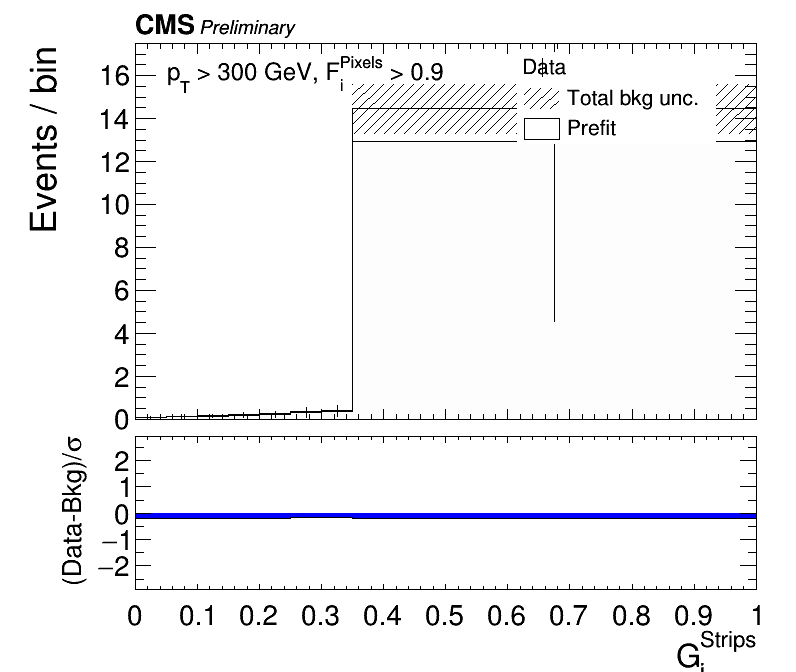 CMS Preliminary
Events / bin
p_T > 300 GeV, F_i^Pixels > 0.9
Data
Total bkg unc.
Prefit
16
14
12
10
8
6
4
2
0
(Data-Bkg)/σ
2
1
0
−1
−2
0 0.1 0.2 0.3 0.4 0.5 0.6 0.7 0.8 0.9 1
G_i^Strips